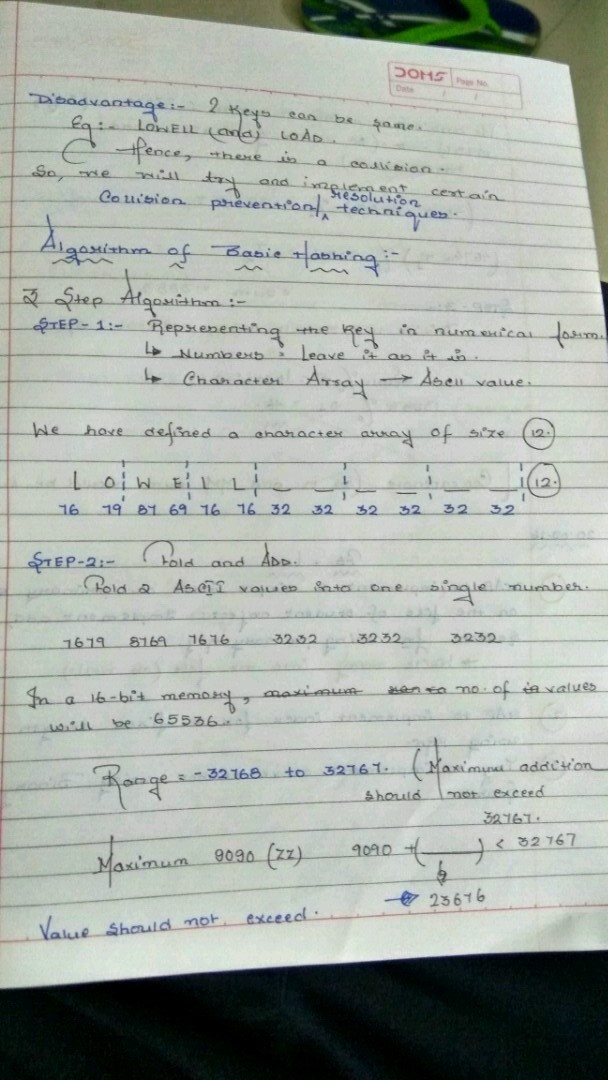 DOMS
Page No.
Date / /
Disadvantage:- 2 Keys can be same.
Eg:- LOWELL (and) LOAD.
Hence, there is a collision.
So, we will try and implement certain
resolution
Collision prevention/ techniques.
Algorithm of Basic Hashing:-
3 Step Algorithm:-
STEP-1:- Representing the key in numerical form.
↳ Numbers = Leave it as it is.
↳ Character Array → Ascii value.
We have defined a character array of size 12.
L O W E L L _ _ _ _ _ _ 12.
76 79 87 69 76 76 32 32 32 32 32 32
STEP-2:- Fold and ADD.
Fold 2 ASCII values into one single number.
7679 8769 7676 3232 3232 3232
In a 16-bit memory, maximum no. of values
will be 65536.
Range = -32768 to 32767. (Maximum addition
should not exceed
32767.
Maximum 9090 (ZZ) 9090 + (___) < 32767
→ 23676
Value should not exceed.